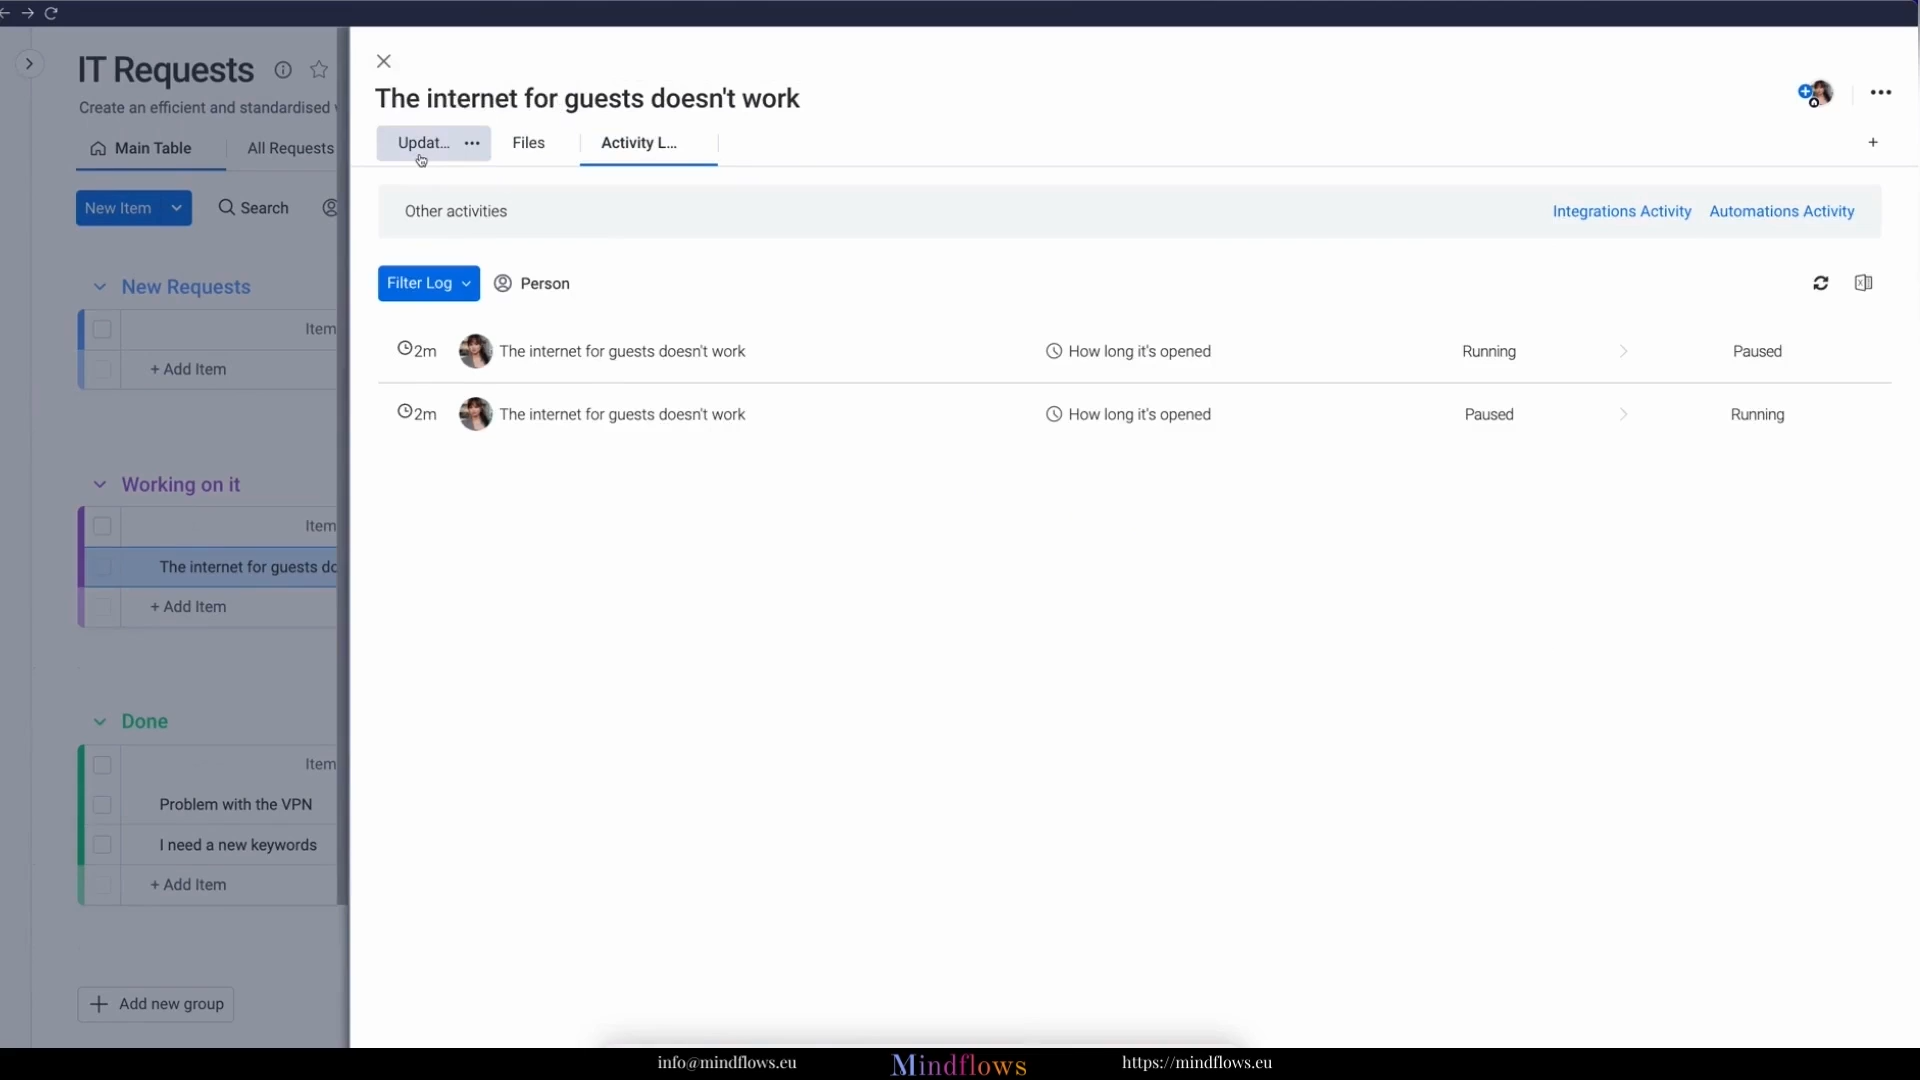 IT Requests
Create an efficient and standardised
Main Table
All Requests
New Item
Search
New Requests
Item
+ Add Item
Working on it
Item
The internet for guests do
+ Add Item
Done
Item
Problem with the VPN
I need a new keywords
+ Add Item
Add new group
The internet for guests doesn't work
Updat...
Files
Activity L...
Other activities
Integrations Activity
Automations Activity
Filter Log
Person
2m The internet for guests doesn't work How long it's opened Running Paused
2m The internet for guests doesn't work How long it's opened Paused Running
info@mindflows.eu
Mindflows
https://mindflows.eu